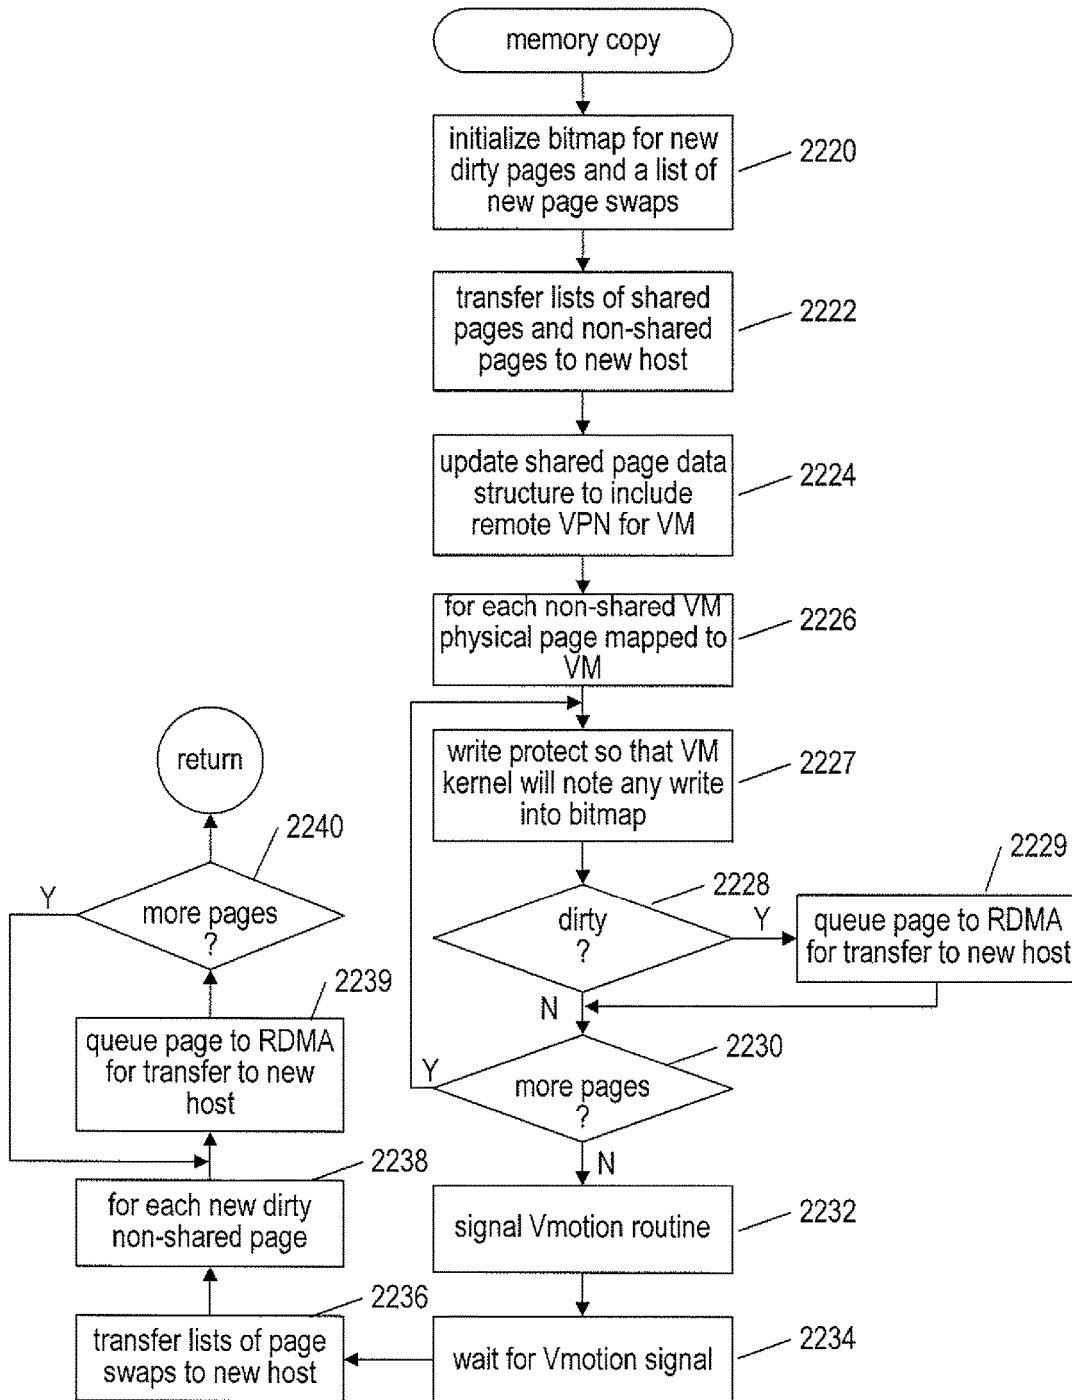 memory copy
initialize bitmap for new
dirty pages and a list of
new page swaps
2220
transfer lists of shared
pages and non-shared
pages to new host
2222
update shared page data
structure to include
remote VPN for VM
2224
for each non-shared VM
physical page mapped to
VM
2226
write protect so that VM
kernel will note any write
into bitmap
2227
dirty
?
2228
Y
N
queue page to RDMA
for transfer to new host
2229
more pages
?
2230
Y
N
signal Vmotion routine
2232
wait for Vmotion signal
2234
transfer lists of page
swaps to new host
2236
for each new dirty
non-shared page
2238
queue page to RDMA
for transfer to new
host
2239
more pages
?
2240
Y
return